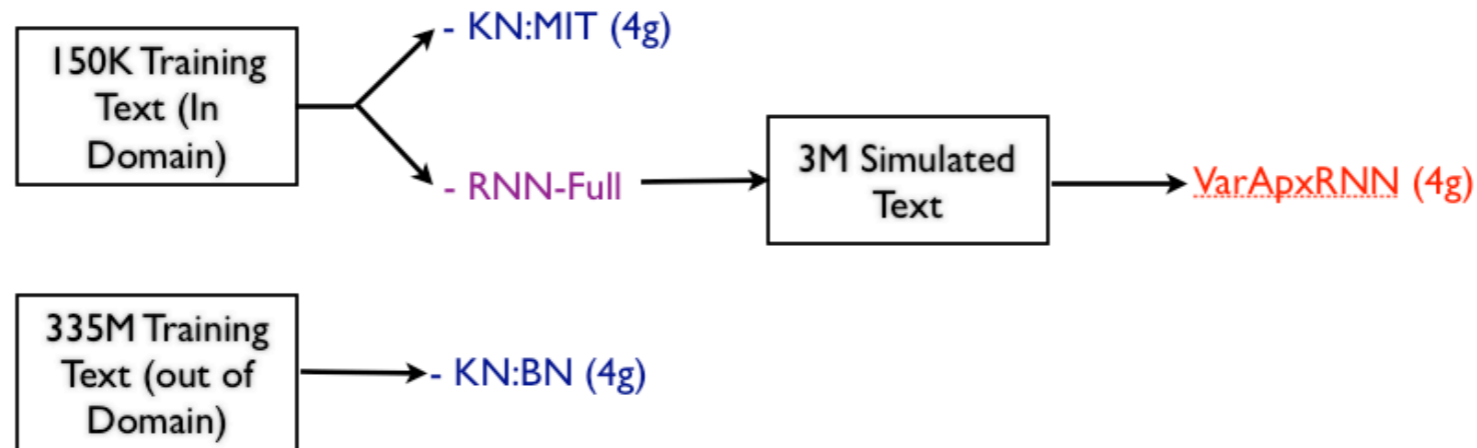 150K Training
Text (In
Domain)
- KN:MIT (4g)
- RNN-Full
3M Simulated
Text
VarApxRNN (4g)
335M Training
Text (out of
Domain)
- KN:BN (4g)